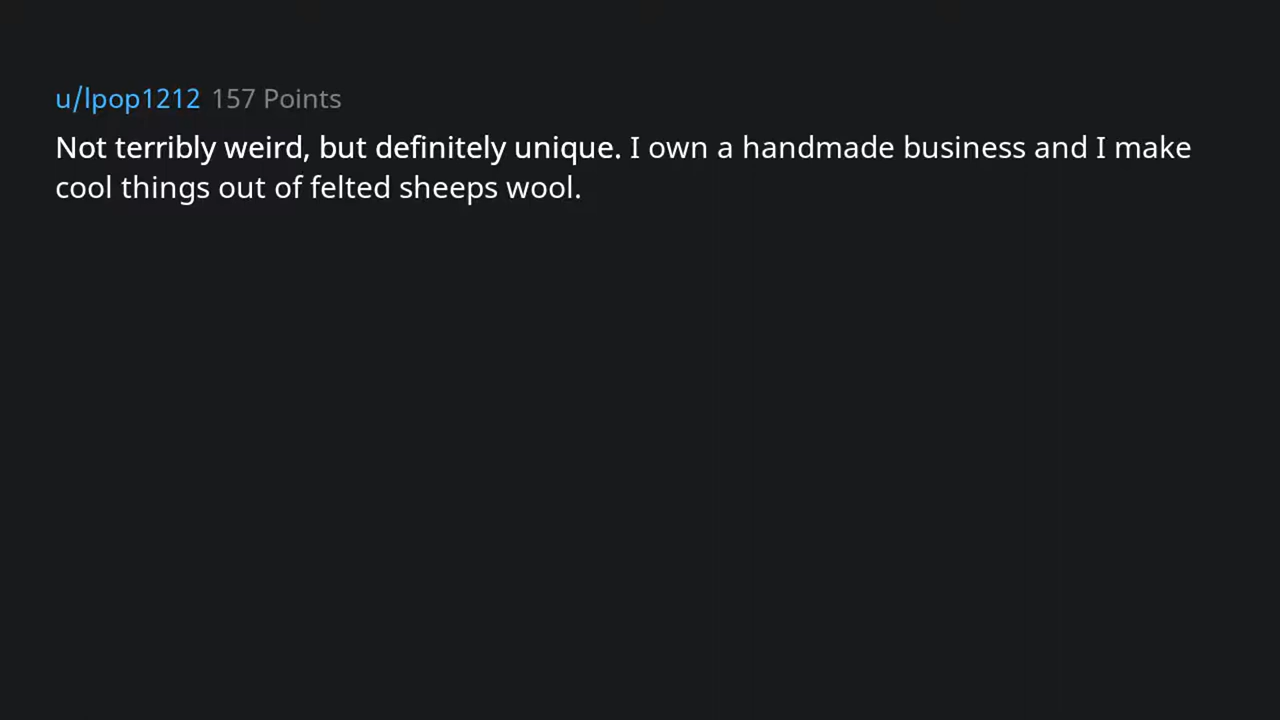 u/lpop1212 157 Points
Not terribly weird, but definitely unique. I own a handmade business and I make
cool things out of felted sheeps wool.